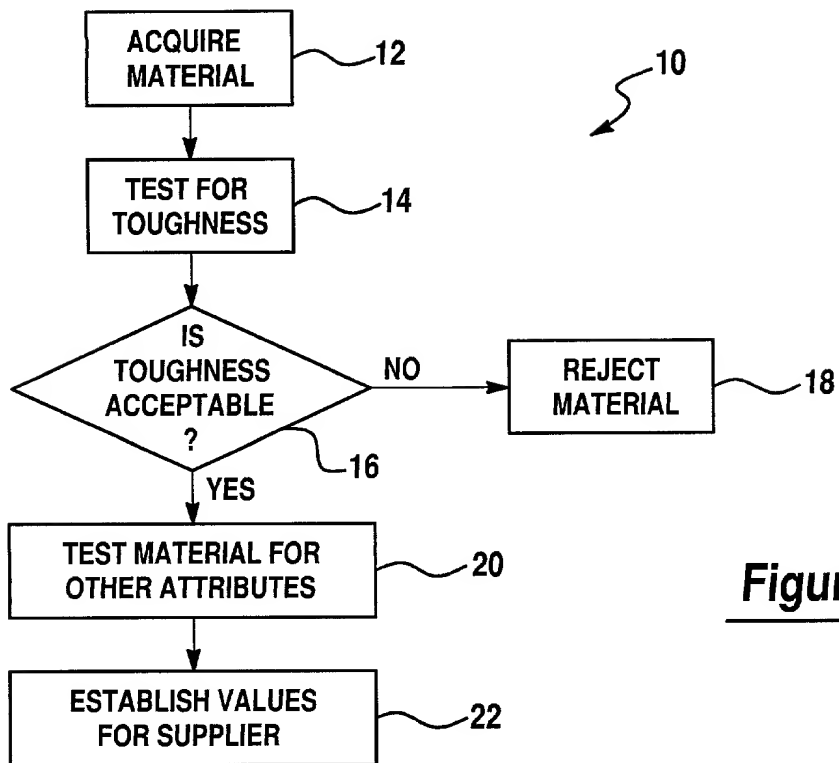 ACQUIRE
MATERIAL
12
10
TEST FOR
TOUGHNESS
14
IS
TOUGHNESS
ACCEPTABLE
?
16
NO
REJECT
MATERIAL
18
YES
TEST MATERIAL FOR
OTHER ATTRIBUTES
20
Figur
ESTABLISH VALUES
FOR SUPPLIER
22